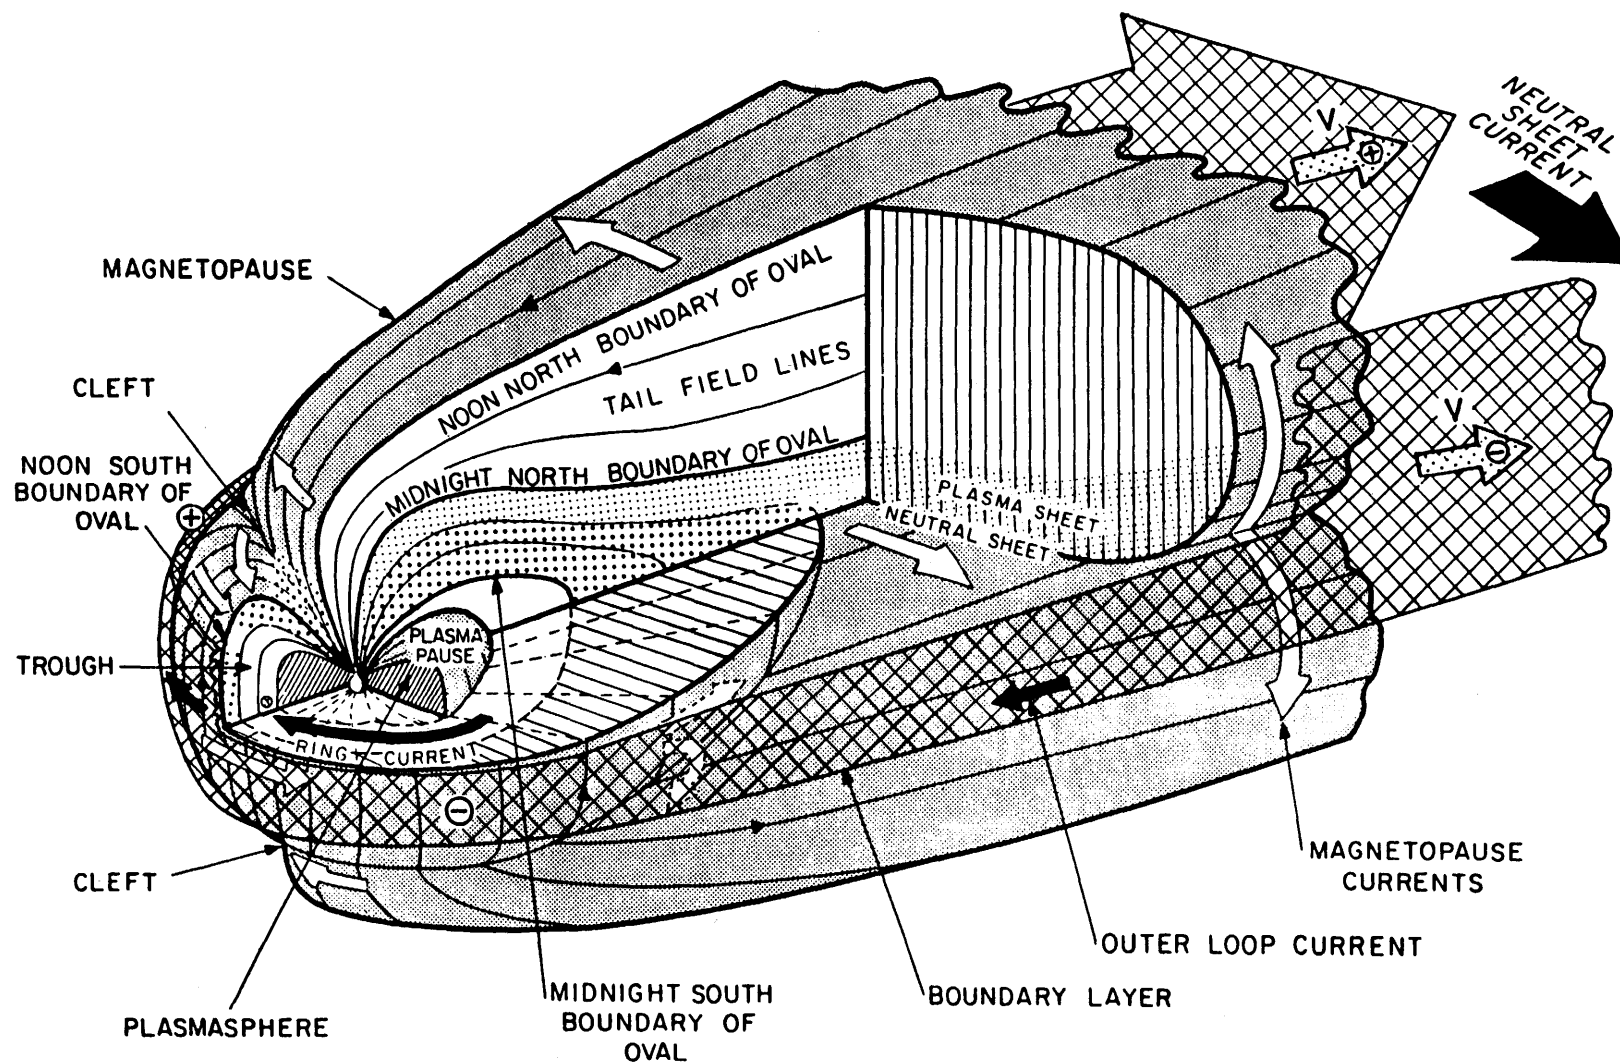 NEUTRAL
SHEET
CURRENT
V
+
MAGNETOPAUSE
NOON NORTH BOUNDARY OF OVAL
CLEFT
TAIL FIELD LINES
V
−
NOON SOUTH
BOUNDARY OF
OVAL
MIDNIGHT NORTH BOUNDARY OF OVAL
+
PLASMA SHEET
NEUTRAL SHEET
PLASMA
PAUSE
TROUGH
RING CURRENT
−
CLEFT
MAGNETOPAUSE
CURRENTS
OUTER LOOP CURRENT
BOUNDARY LAYER
MIDNIGHT SOUTH
BOUNDARY OF
OVAL
PLASMASPHERE